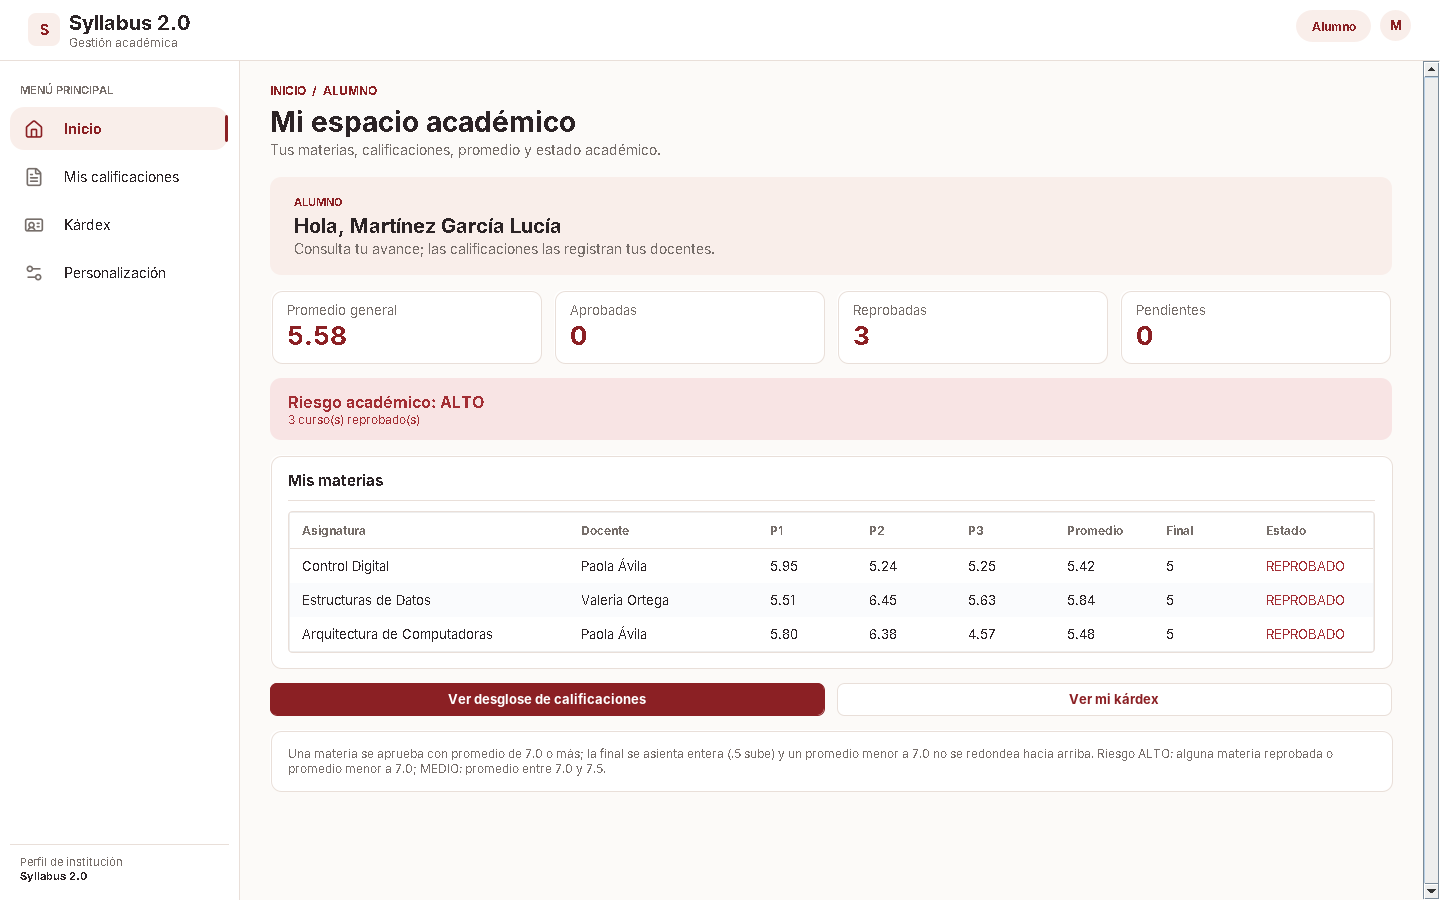 S
Syllabus 2.0
Gestión académica
Alumno
M
MENÚ PRINCIPAL
Inicio
Mis calificaciones
Kárdex
Personalización
Perfil de institución
Syllabus 2.0
INICIO / ALUMNO
Mi espacio académico
Tus materias, calificaciones, promedio y estado académico.
ALUMNO
Hola, Martínez García Lucía
Consulta tu avance; las calificaciones las registran tus docentes.
Promedio general
5.58
Aprobadas
0
Reprobadas
3
Pendientes
0
Riesgo académico: ALTO
3 curso(s) reprobado(s)
Mis materias
Asignatura Docente P1 P2 P3 Promedio Final Estado
Control Digital Paola Ávila 5.95 5.24 5.25 5.42 5 REPROBADO
Estructuras de Datos Valeria Ortega 5.51 6.45 5.63 5.84 5 REPROBADO
Arquitectura de Computadoras Paola Ávila 5.80 6.38 4.57 5.48 5 REPROBADO
Ver desglose de calificaciones
Ver mi kárdex
Una materia se aprueba con promedio de 7.0 o más; la final se asienta entera (.5 sube) y un promedio menor a 7.0 no se redondea hacia arriba. Riesgo ALTO: alguna materia reprobada o
promedio menor a 7.0; MEDIO: promedio entre 7.0 y 7.5.